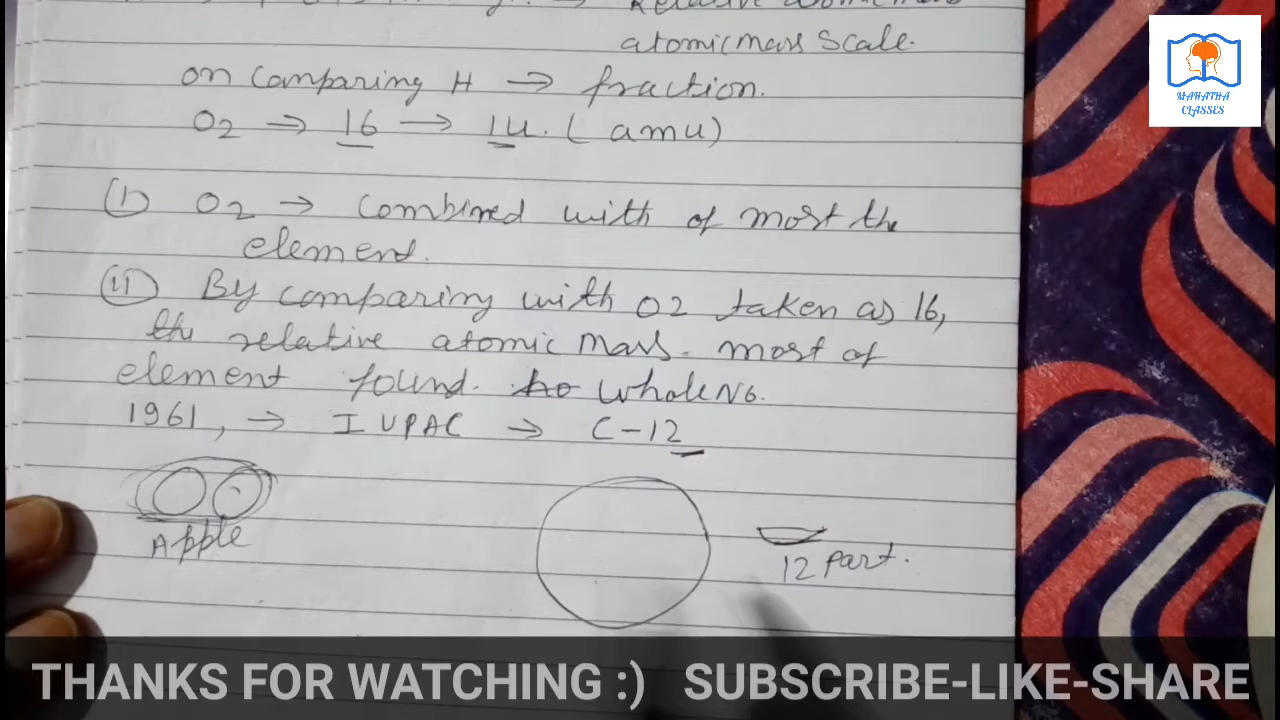 atomic mass scale.
on comparing H → fraction.
O2 → 16 → 1u. ( amu)
(I) O2 → combined with of most the
element.
(II) By comparing with O2 taken as 16,
the relative atomic mass. most of
element found. whole No.
1961, → IUPAC → C-12
Apple
12 part.
MAHATHA
CLASSES
THANKS FOR WATCHING :) SUBSCRIBE-LIKE-SHARE